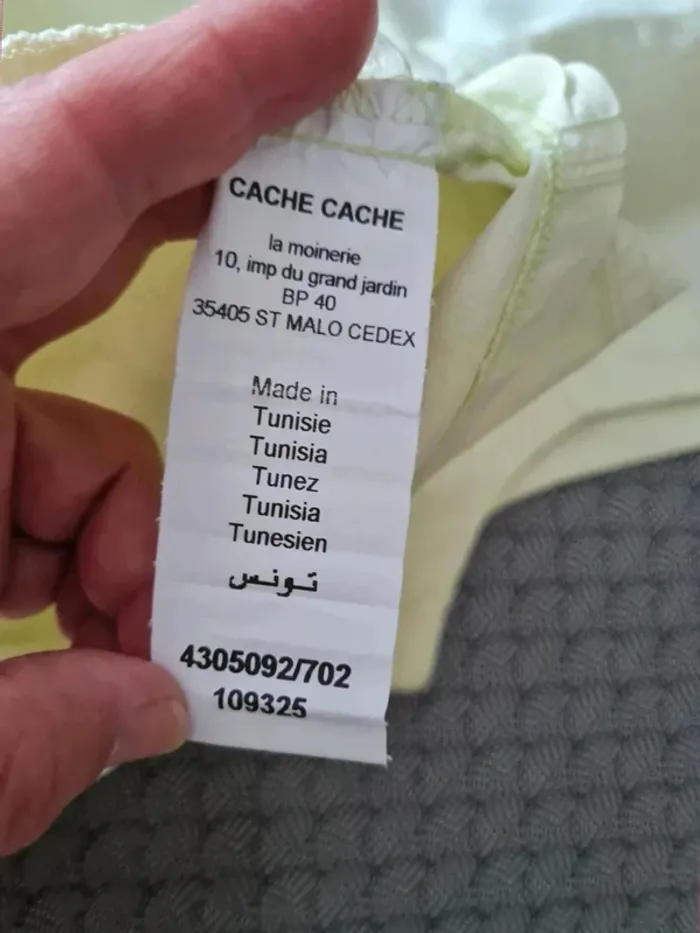 CACHE CACHE
la moinerie
10, imp du grand jardin
BP 40
35405 ST MALO CEDEX
Made in
Tunisie
Tunisia
Tunez
Tunisia
Tunesien
تونس
4305092/702
109325